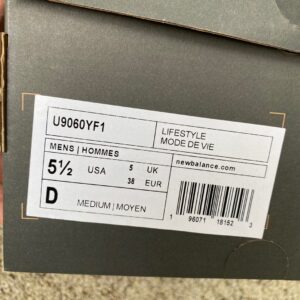 U9060YF1
LIFESTYLE
MODE DE VIE
MENS | HOMMES
newbalance.com
5½ USA 5 UK
38 EUR
D
MEDIUM | MOYEN
1 96071 18152 3